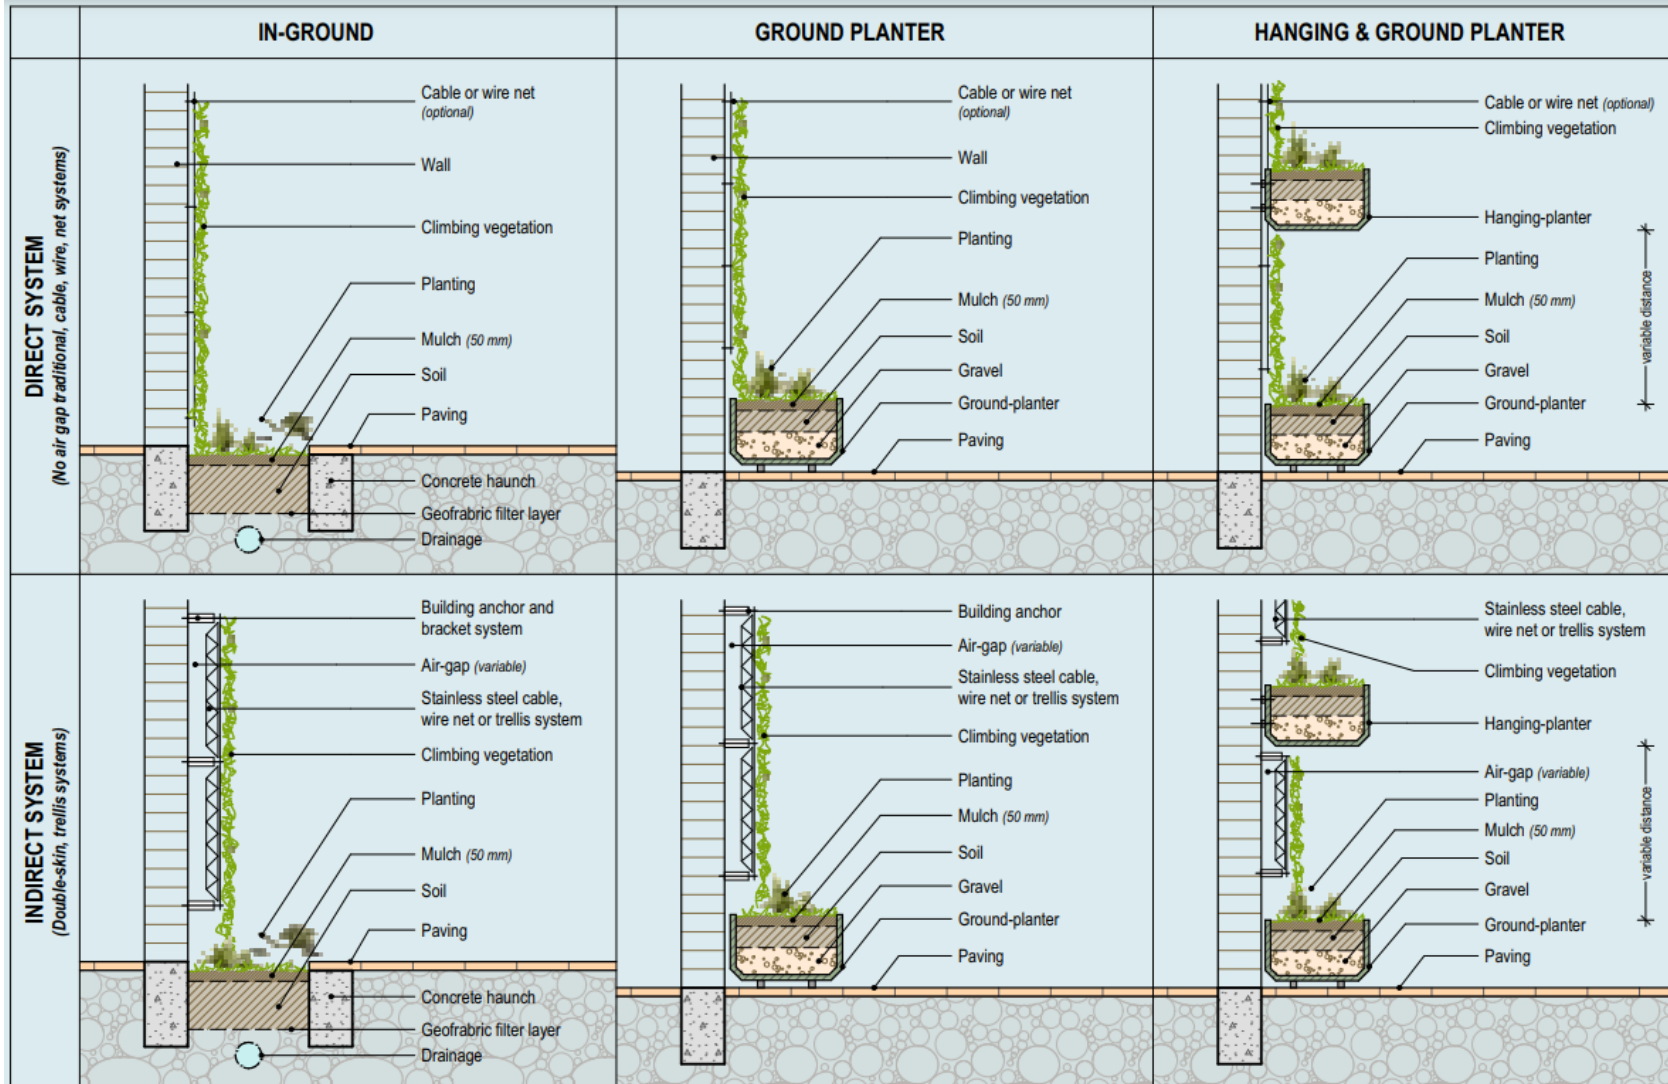 IN-GROUND
GROUND PLANTER
HANGING & GROUND PLANTER
DIRECT SYSTEM
(No air gap traditional, cable, wire, net systems)
Cable or wire net
(optional)
Wall
Climbing vegetation
Planting
Mulch (50 mm)
Soil
Paving
Concrete haunch
Geofrabric filter layer
Drainage
Cable or wire net
(optional)
Wall
Climbing vegetation
Planting
Mulch (50 mm)
Soil
Gravel
Ground-planter
Paving
Cable or wire net (optional)
Climbing vegetation
Hanging-planter
Planting
Mulch (50 mm)
Soil
Gravel
Ground-planter
Paving
variable distance
INDIRECT SYSTEM
(Double-skin, trellis systems)
Building anchor and
bracket system
Air-gap (variable)
Stainless steel cable,
wire net or trellis system
Climbing vegetation
Planting
Mulch (50 mm)
Soil
Paving
Concrete haunch
Geofrabric filter layer
Drainage
Building anchor
Air-gap (variable)
Stainless steel cable,
wire net or trellis system
Climbing vegetation
Planting
Mulch (50 mm)
Soil
Gravel
Ground-planter
Paving
Stainless steel cable,
wire net or trellis system
Climbing vegetation
Hanging-planter
Air-gap (variable)
Planting
Mulch (50 mm)
Soil
Gravel
Ground-planter
Paving
variable distance